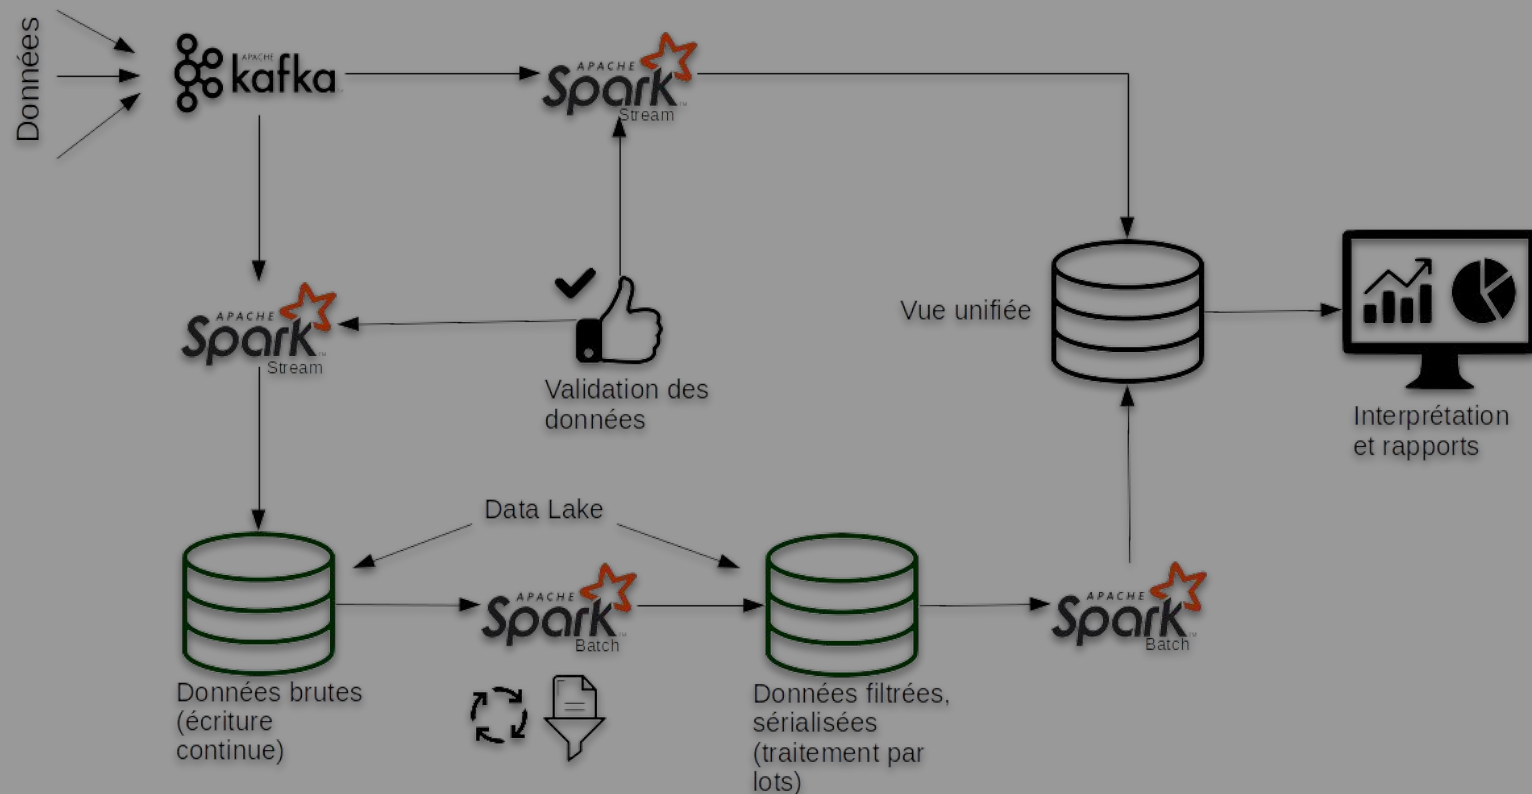 Données
APACHE
kafka
APACHE
Spark
Stream
APACHE
Spark
Stream
Validation des
données
Vue unifiée
Interprétation
et rapports
Data Lake
Données brutes
(écriture
continue)
APACHE
Spark
Batch
Données filtrées,
sérialisées
(traitement par
lots)
APACHE
Spark
Batch